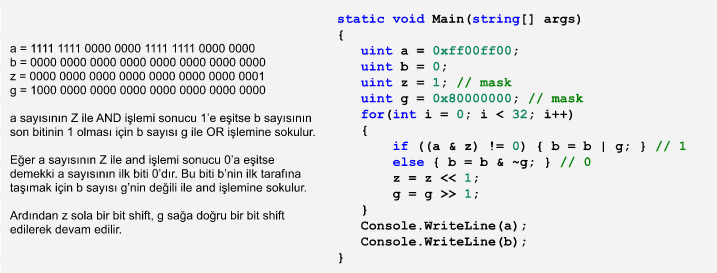 a = 1111 1111 0000 0000 1111 1111 0000 0000
b = 0000 0000 0000 0000 0000 0000 0000 0000
z = 0000 0000 0000 0000 0000 0000 0000 0001
g = 1000 0000 0000 0000 0000 0000 0000 0000
a sayısının Z ile AND işlemi sonucu 1'e eşitse b sayısının
son bitinin 1 olması için b sayısı g ile OR işlemine sokulur.
Eğer a sayısının Z ile and işlemi sonucu 0'a eşitse
demekki a sayısının ilk biti 0'dır. Bu biti b'nin ilk tarafına
taşımak için b sayısı g'nin değili ile and işlemine sokulur.
Ardından z sola bir bit shift, g sağa doğru bir bit shift
edilerek devam edilir.
static void Main(string[] args)
{
uint a = 0xff00ff00;
uint b = 0;
uint z = 1; // mask
uint g = 0x80000000; // mask
for(int i = 0; i < 32; i++)
{
if ((a & z) != 0) { b = b | g; } // 1
else { b = b & ~g; } // 0
z = z << 1;
g = g >> 1;
}
Console.WriteLine(a);
Console.WriteLine(b);
}